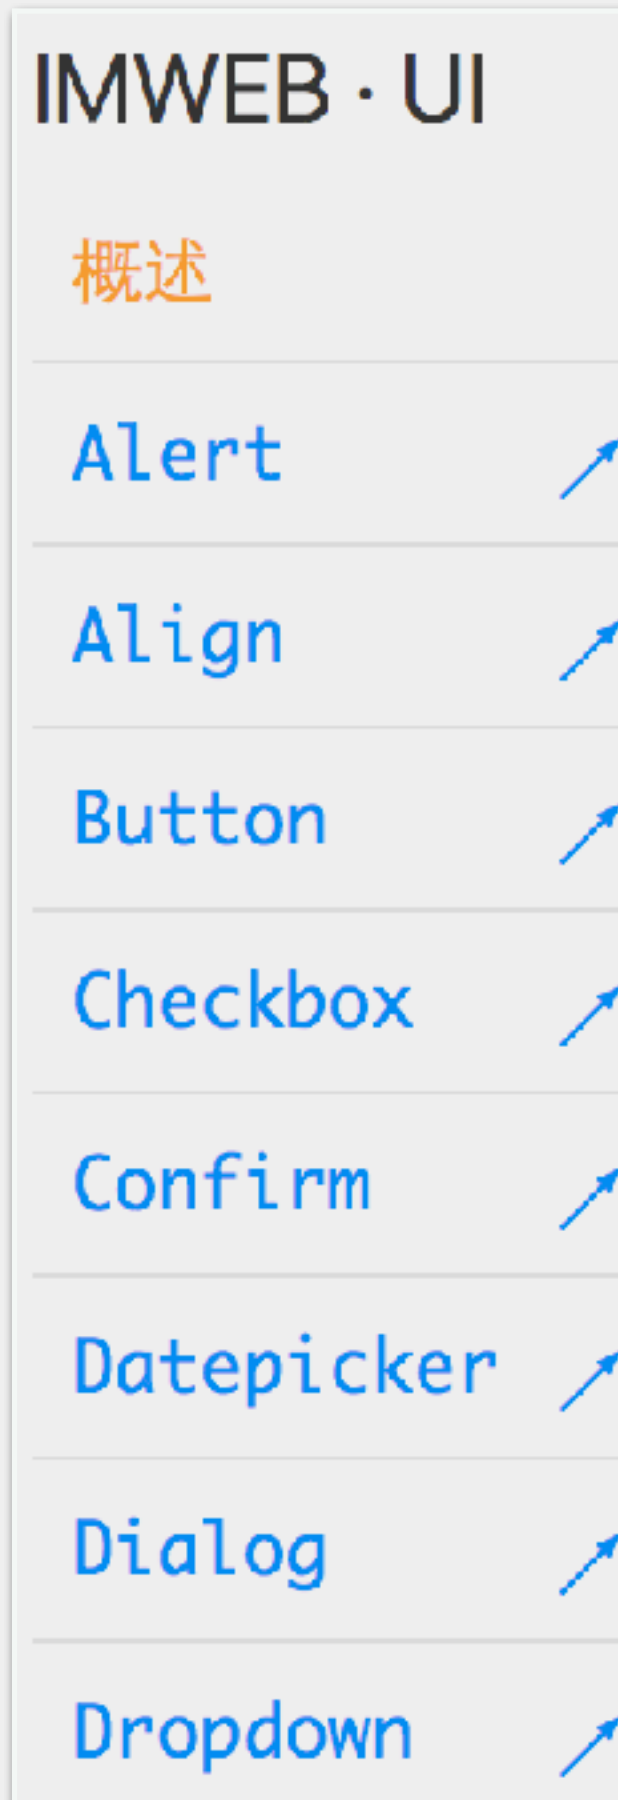 IMWEB · UI
概述
Alert
Align
Button
Checkbox
Confirm
Datepicker
Dialog
Dropdown